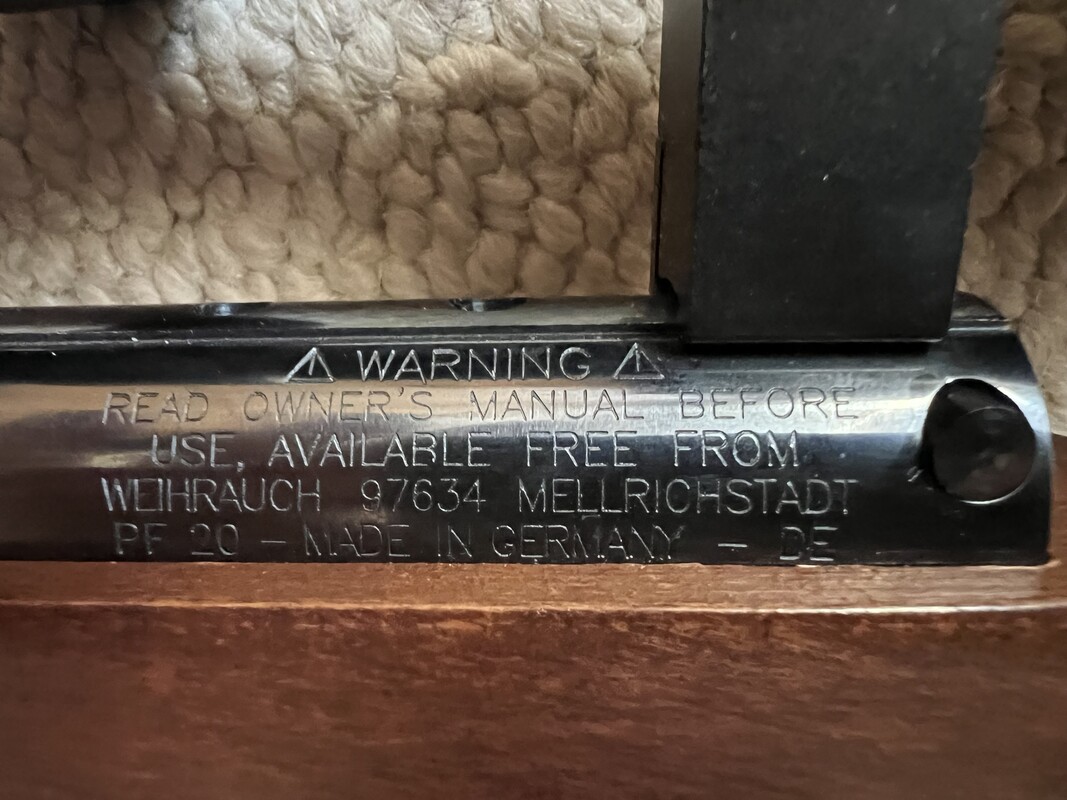 ⚠ WARNING ⚠
READ OWNER'S MANUAL BEFORE
USE, AVAILABLE FREE FROM
WEIHRAUCH 97634 MELLRICHSTADT
PF 20 – MADE IN GERMANY – DE